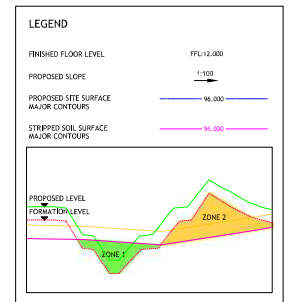 LEGEND
FINISHED FLOOR LEVEL FFL:12.000
PROPOSED SLOPE 1:100
PROPOSED SITE SURFACE
MAJOR CONTOURS 96.000
STRIPPED SOIL SURFACE
MAJOR CONTOURS 96.000
PROPOSED LEVEL
FORMATION LEVEL
ZONE 2
ZONE 1